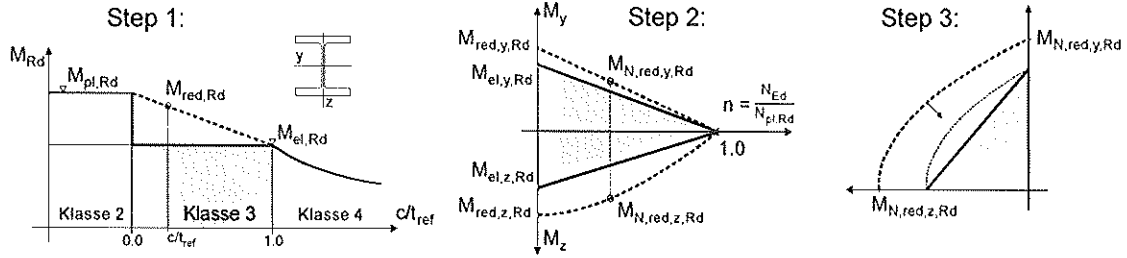 Step 1:
M_Rd
M_pl,Rd
y
z
M_red,Rd
M_el,Rd
Klasse 2
Klasse 3
Klasse 4
c/t_ref
0.0
c/t_ref
1.0
Step 2:
M_y
M_red,y,Rd
M_el,y,Rd
M_N,red,y,Rd
n = N_Ed / N_pl,Rd
1.0
M_el,z,Rd
M_red,z,Rd
M_N,red,z,Rd
M_z
Step 3:
M_N,red,y,Rd
M_N,red,z,Rd